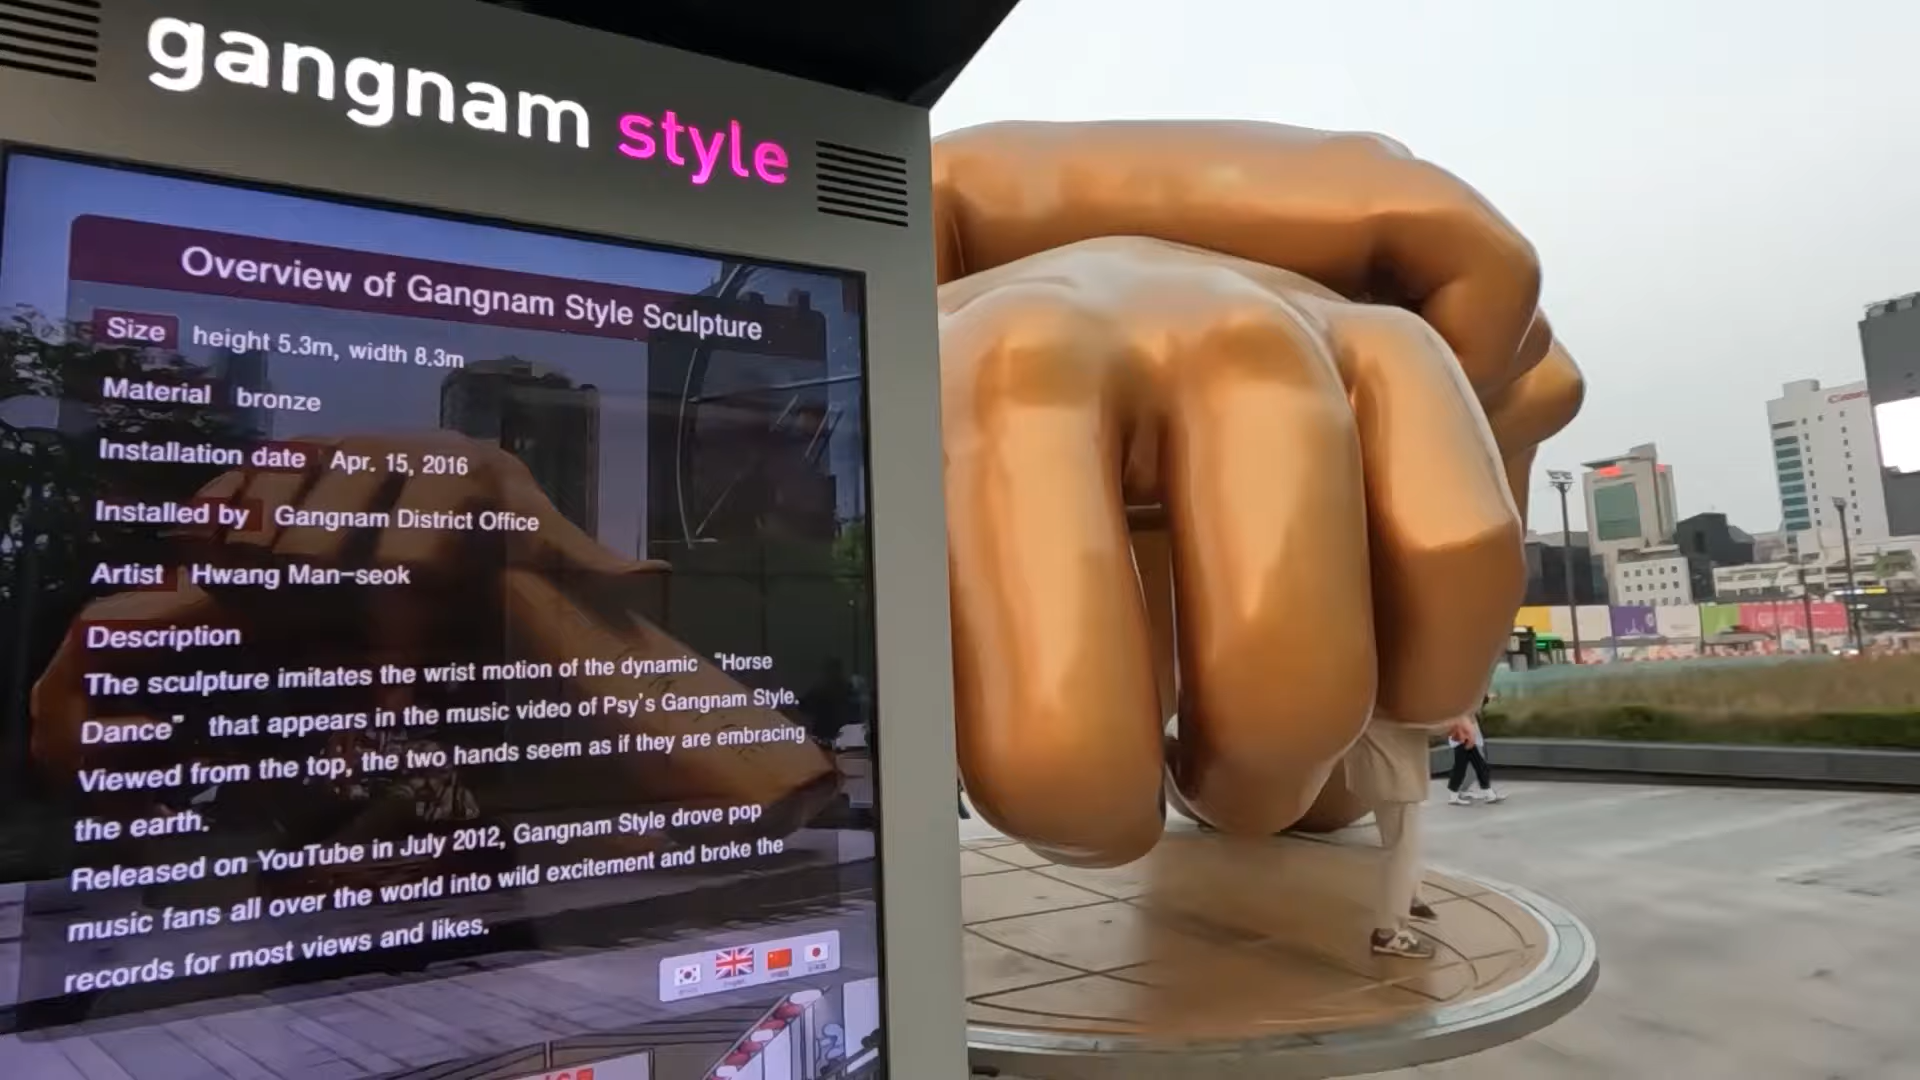 gangnam style
Overview of Gangnam Style Sculpture
Size height 5.3m, width 8.3m
Material bronze
Installation date Apr. 15, 2016
Installed by Gangnam District Office
Artist Hwang Man-seok
Description
The sculpture imitates the wrist motion of the dynamic “Horse
Dance” that appears in the music video of Psy's Gangnam Style.
Viewed from the top, the two hands seem as if they are embracing
the earth.
Released on YouTube in July 2012, Gangnam Style drove pop
music fans all over the world into wild excitement and broke the
records for most views and likes.